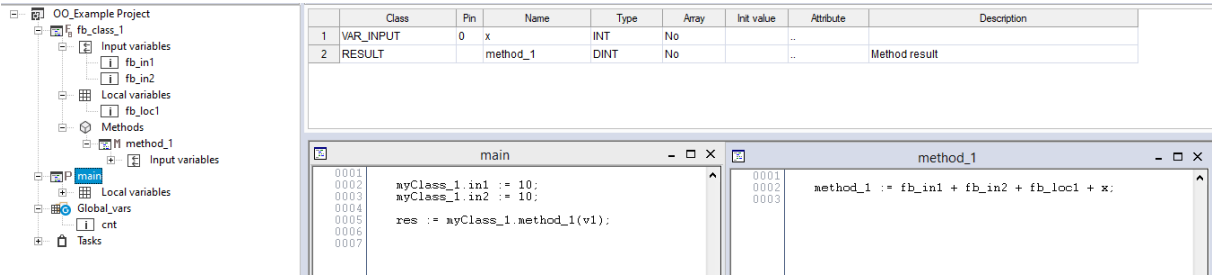 OO_Example Project
fb_class_1
Input variables
fb_in1
fb_in2
Local variables
fb_loc1
Methods
M method_1
Input variables
P main
Local variables
Global_vars
cnt
Tasks
Class Pin Name Type Array Init value Attribute Description
1 VAR_INPUT 0 x INT No ..
2 RESULT method_1 DINT No .. Method result
main
0001
0002 myClass_1.in1 := 10;
0003 myClass_1.in2 := 10;
0004
0005 res := myClass_1.method_1(v1);
0006
0007
method_1
0001
0002 method_1 := fb_in1 + fb_in2 + fb_loc1 + x;
0003